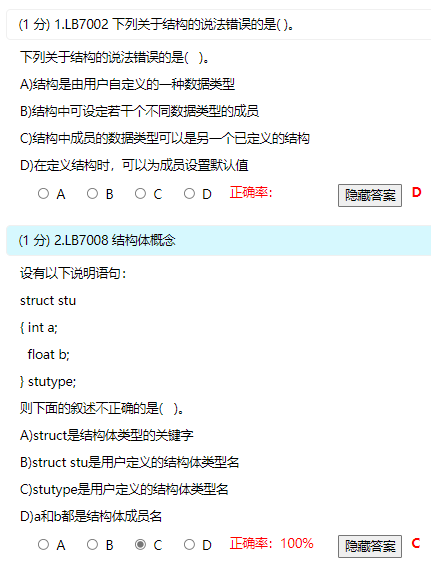 (1 分) 1.LB7002 下列关于结构的说法错误的是( )。
下列关于结构的说法错误的是(   )。
A)结构是由用户自定义的一种数据类型
B)结构中可设定若干个不同数据类型的成员
C)结构中成员的数据类型可以是另一个已定义的结构
D)在定义结构时，可以为成员设置默认值
A B C D 正确率： 隐藏答案 D
(1 分) 2.LB7008 结构体概念
设有以下说明语句：
struct stu
{ int a;
float b;
} stutype;
则下面的叙述不正确的是(   )。
A)struct是结构体类型的关键字
B)struct stu是用户定义的结构体类型名
C)stutype是用户定义的结构体类型名
D)a和b都是结构体成员名
A B C D 正确率：100% 隐藏答案 C